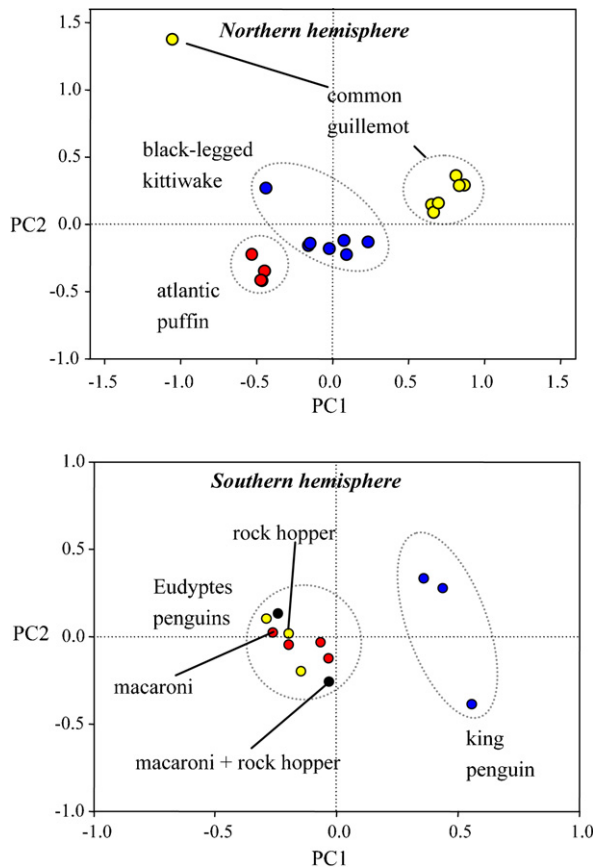 Northern hemisphere
1.5
1.0
0.5
0.0
-0.5
-1.0
PC2
common
guillemot
black-legged
kittiwake
atlantic
puffin
-1.5
-1.0
-0.5
0.0
0.5
1.0
1.5
PC1
Southern hemisphere
1.0
0.5
0.0
-0.5
-1.0
PC2
rock hopper
Eudyptes
penguins
macaroni
macaroni + rock hopper
king
penguin
-1.0
-0.5
0.0
0.5
1.0
PC1